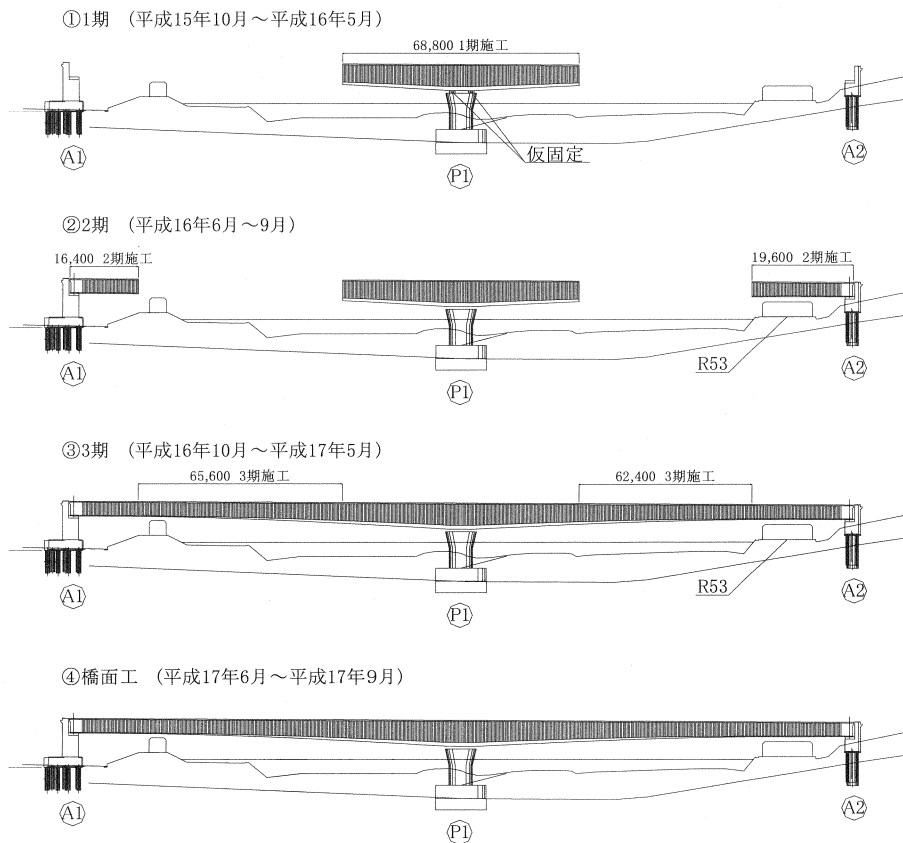 ①1期 (平成15年10月～平成16年5月)
68,800 1期施工
仮固定
A1
P1
A2
②2期 (平成16年6月～9月)
16,400 2期施工
19,600 2期施工
R53
A1
P1
A2
③3期 (平成16年10月～平成17年5月)
65,600 3期施工
62,400 3期施工
R53
A1
P1
A2
④橋面工 (平成17年6月～平成17年9月)
A1
P1
A2